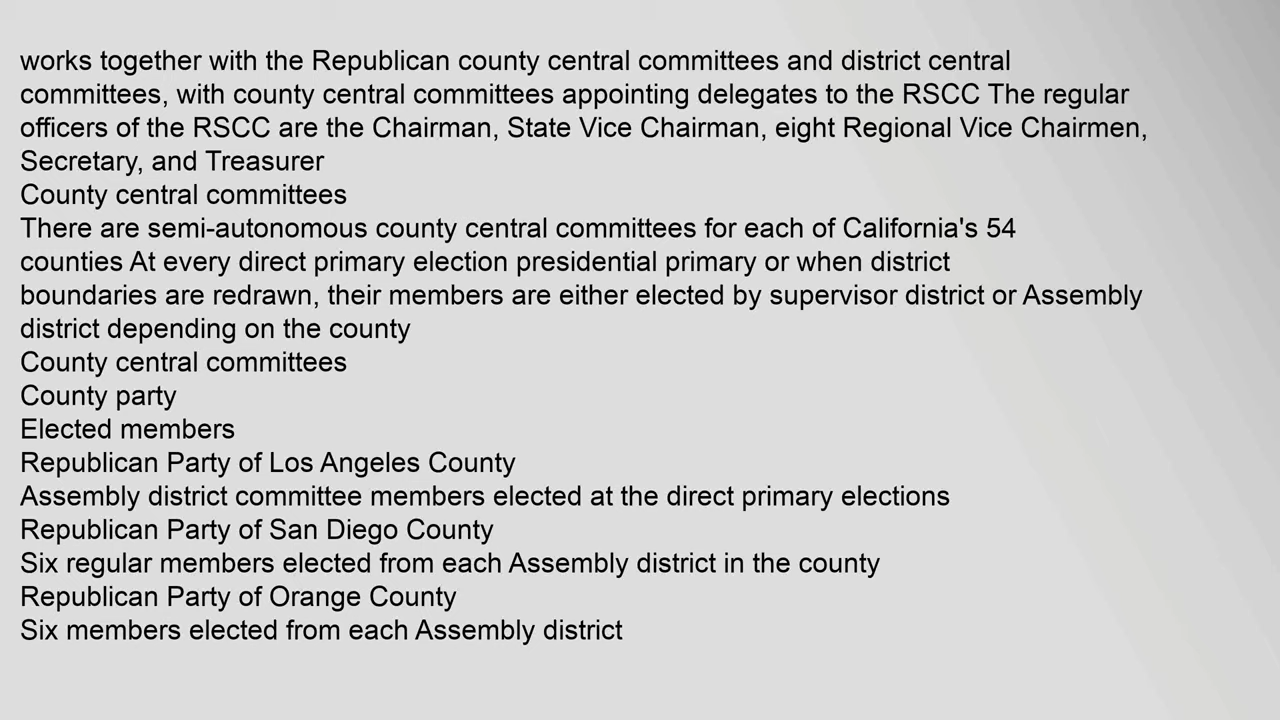 works together with the Republican county central committees and district central
committees, with county central committees appointing delegates to the RSCC The regular
officers of the RSCC are the Chairman, State Vice Chairman, eight Regional Vice Chairmen,
Secretary, and Treasurer
County central committees
There are semi-autonomous county central committees for each of California's 54
counties At every direct primary election presidential primary or when district
boundaries are redrawn, their members are either elected by supervisor district or Assembly
district depending on the county
County central committees
County party
Elected members
Republican Party of Los Angeles County
Assembly district committee members elected at the direct primary elections
Republican Party of San Diego County
Six regular members elected from each Assembly district in the county
Republican Party of Orange County
Six members elected from each Assembly district